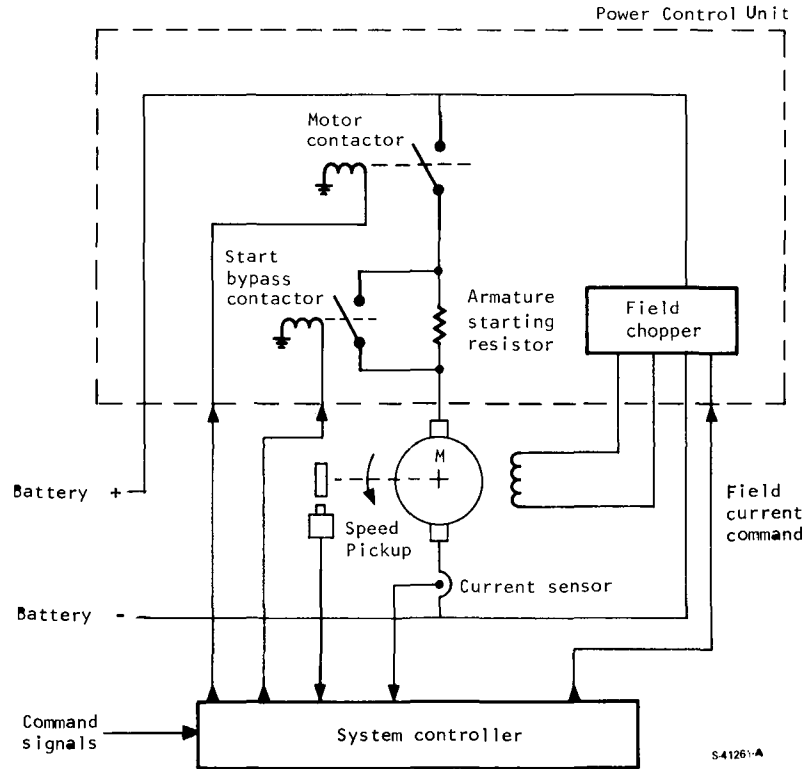 Power Control Unit
Motor
contactor
Start
bypass
contactor
Armature
starting
resistor
Field
chopper
M
Battery +
Speed
Pickup
Field
current
command
Current sensor
Battery -
Command
signals
System controller